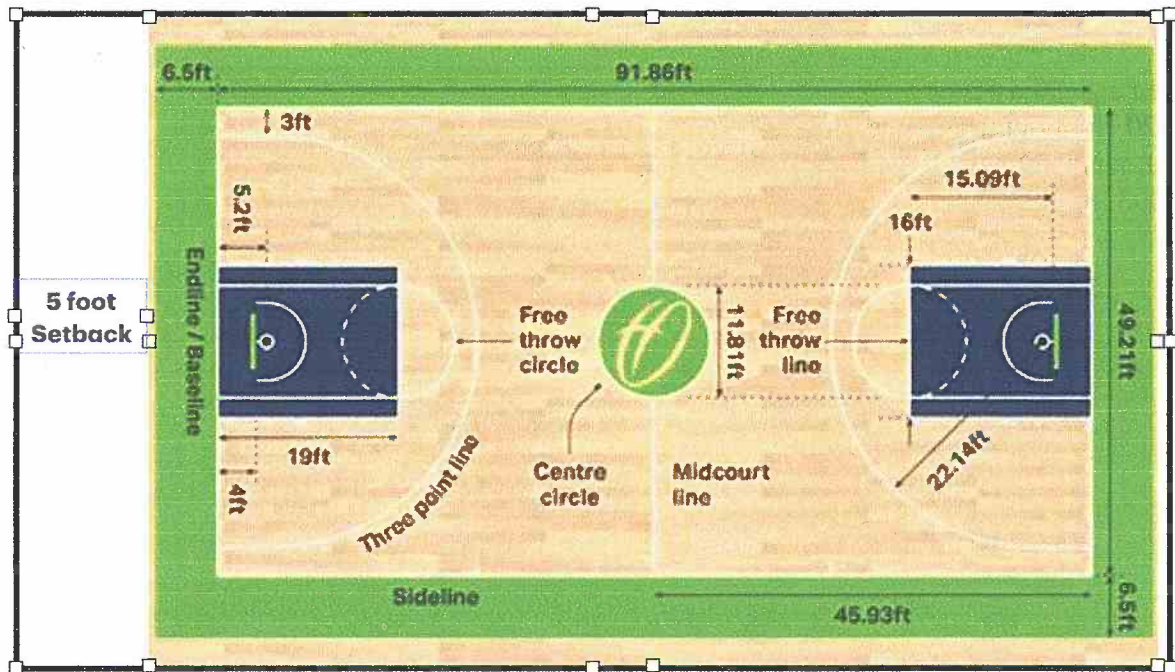 6.5ft
91.86ft
3ft
5.2ft
15.09ft
16ft
Endline / Baseline
5 foot
Setback
Free
throw
circle
11.81ft
Free
throw
line
49.21ft
19ft
4ft
Three point line
Centre
circle
Midcourt
line
22.14ft
Sideline
45.93ft
6.5ft